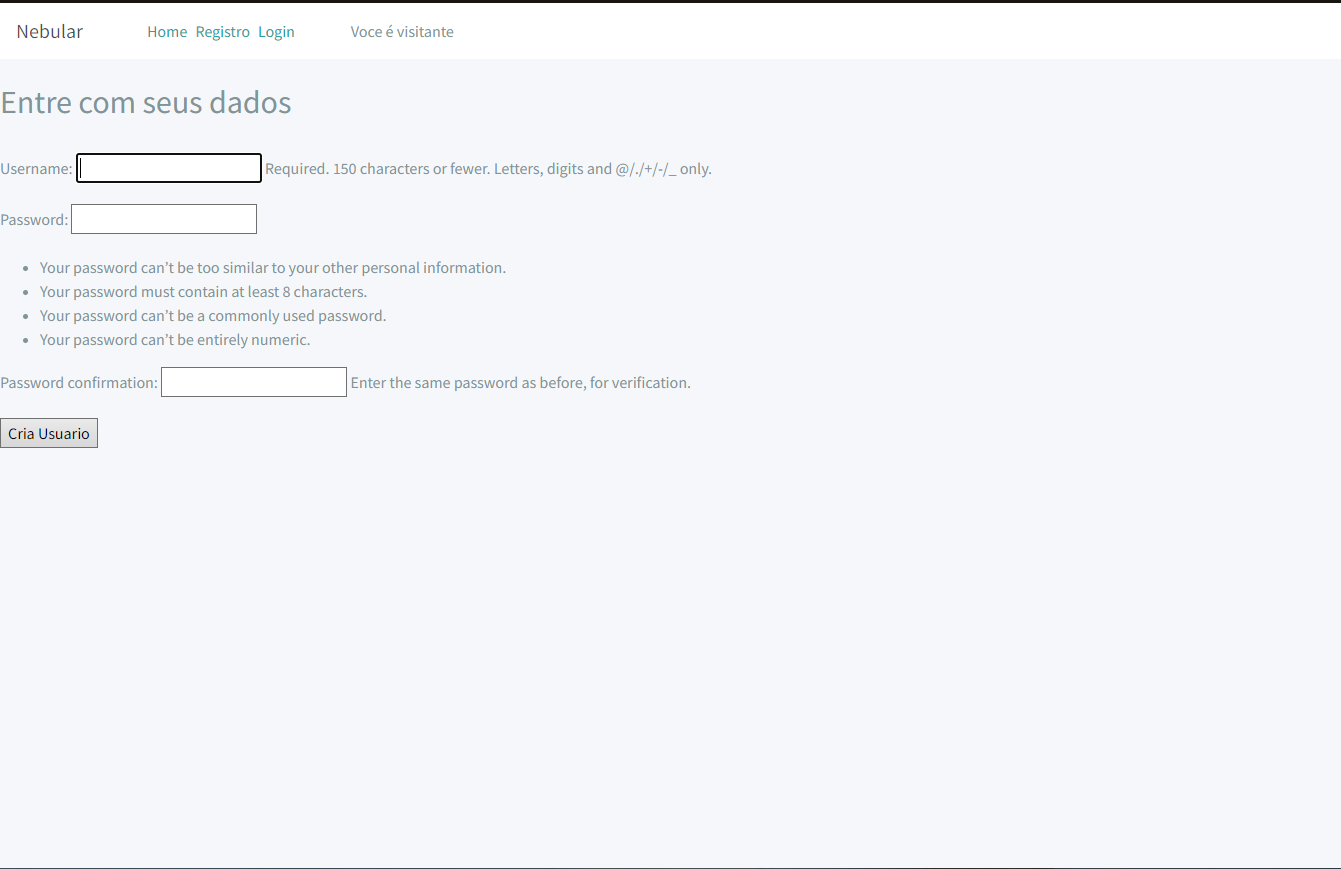 Nebular Home Registro Login Voce é visitante
Entre com seus dados
Username: Required. 150 characters or fewer. Letters, digits and @/./+/-/_ only.
Password:
Your password can’t be too similar to your other personal information.
Your password must contain at least 8 characters.
Your password can’t be a commonly used password.
Your password can’t be entirely numeric.
Password confirmation: Enter the same password as before, for verification.
Cria Usuario